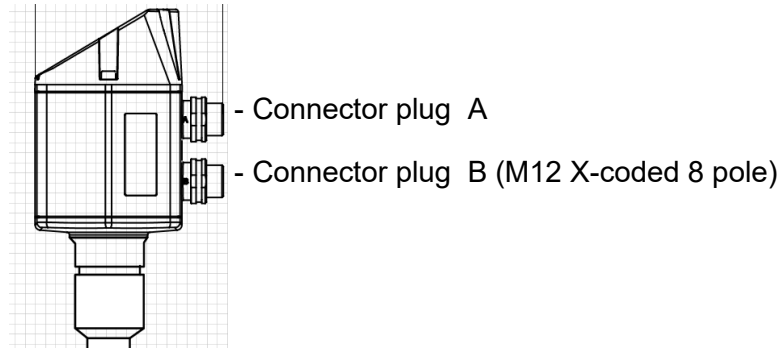 - Connector plug A
- Connector plug B (M12 X-coded 8 pole)
A
B